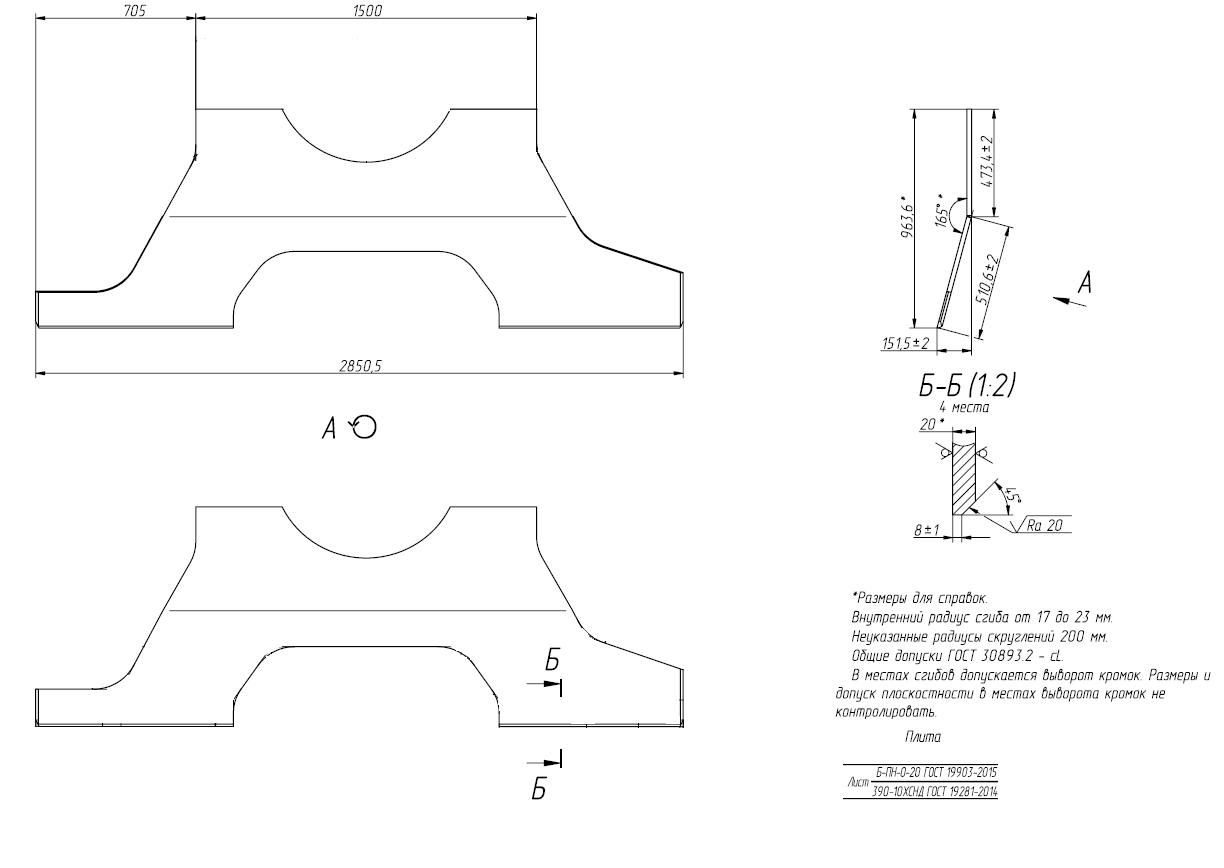 705
1500
2850,5
963,6*
473,4±2
165°*
510,6±2
151,5±2
А
Б-Б (1:2)
4 места
20*
±5°
8±1
Ra 20
А
Б
Б
*Размеры для справок.
Внутренний радиус сгиба от 17 до 23 мм.
Неуказанные радиусы скруглений 200 мм.
Общие допуски ГОСТ 30893.2 - cL.
В местах сгибов допускается выворот кромок. Размеры и
допуск плоскостности в местах выворота кромок не
контролировать.
Плита
Лист
Б-ПН-О-20 ГОСТ 19903-2015
390-10ХСНД ГОСТ 19281-2014